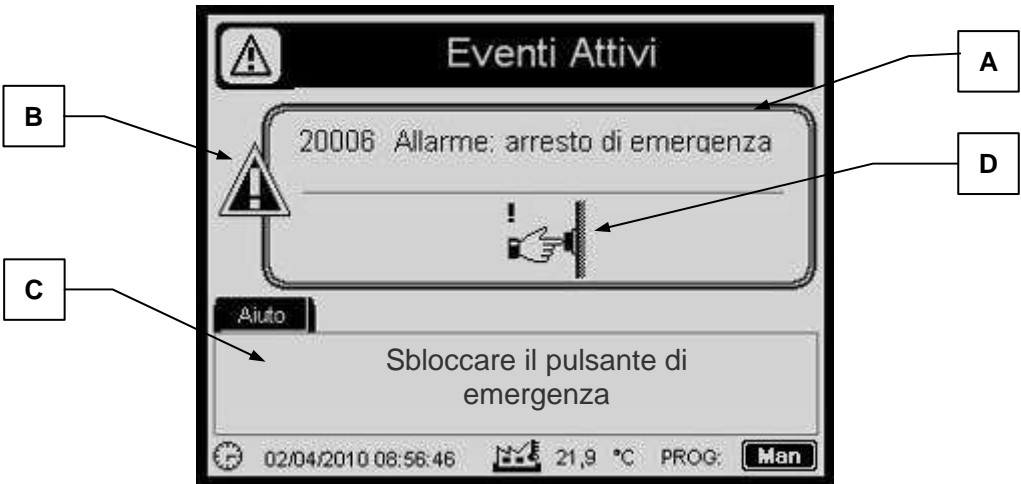 Eventi Attivi
A
B
20006 Allarme: arresto di emergenza
D
!
C
Aiuto
Sbloccare il pulsante di
emergenza
02/04/2010 08:56:46 21,9 °C PROG: Man